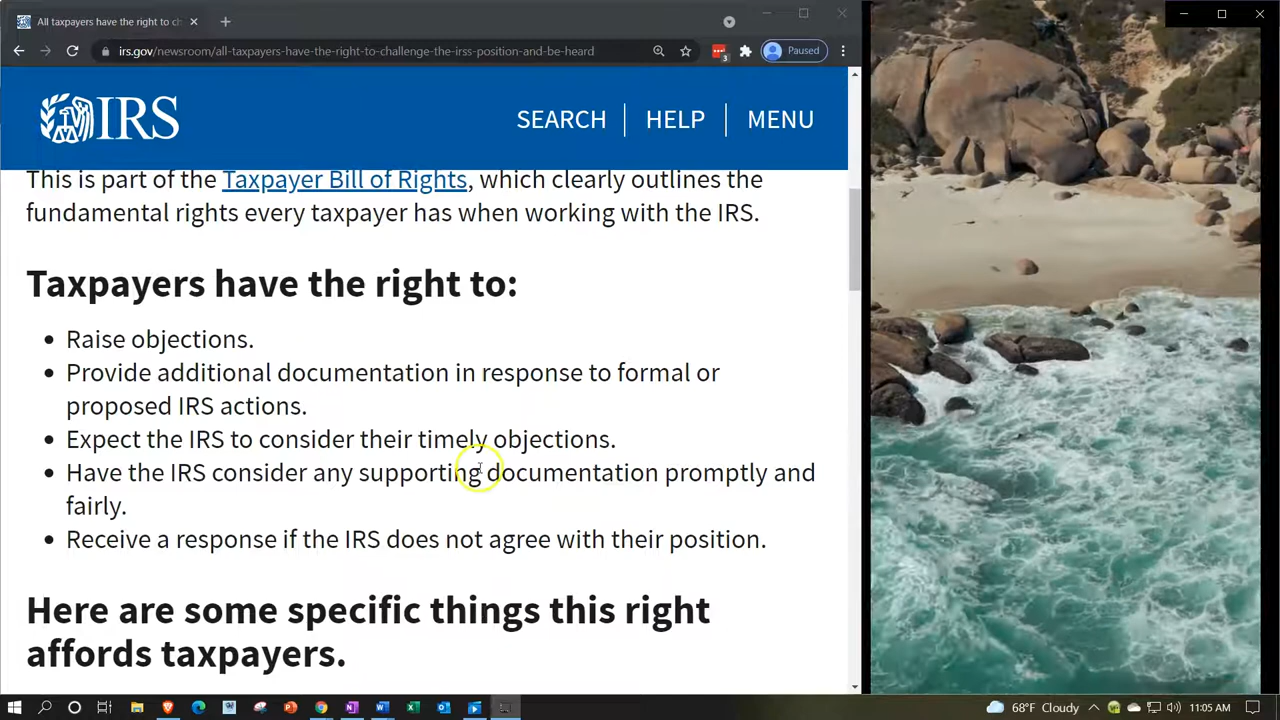 All taxpayers have the right to ch
irs.gov/newsroom/all-taxpayers-have-the-right-to-challenge-the-irss-position-and-be-heard
3
Paused
IRS
SEARCH
HELP
MENU
This is part of the Taxpayer Bill of Rights, which clearly outlines the
fundamental rights every taxpayer has when working with the IRS.
Taxpayers have the right to:
Raise objections.
Provide additional documentation in response to formal or
proposed IRS actions.
Expect the IRS to consider their timely objections.
Have the IRS consider any supporting documentation promptly and
fairly.
Receive a response if the IRS does not agree with their position.
Here are some specific things this right
affords taxpayers.
68°F Cloudy
11:05 AM